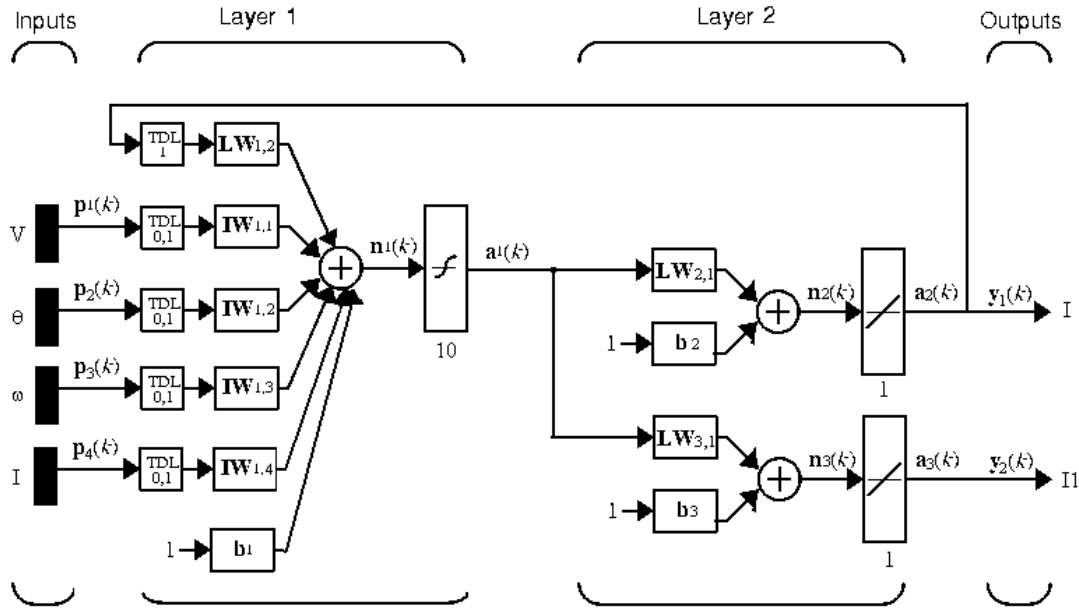 Inputs
Layer 1
Layer 2
Outputs
TDL
1
LW1,2
V
p1(k)
TDL
0,1
IW1,1
n1(k)
a1(k)
10
θ
p2(k)
TDL
0,1
IW1,2
ω
p3(k)
TDL
0,1
IW1,3
I
p4(k)
TDL
0,1
IW1,4
1
b1
LW2,1
1
b2
n2(k)
1
a2(k)
y1(k)
I
LW3,1
1
b3
n3(k)
1
a3(k)
y2(k)
I1